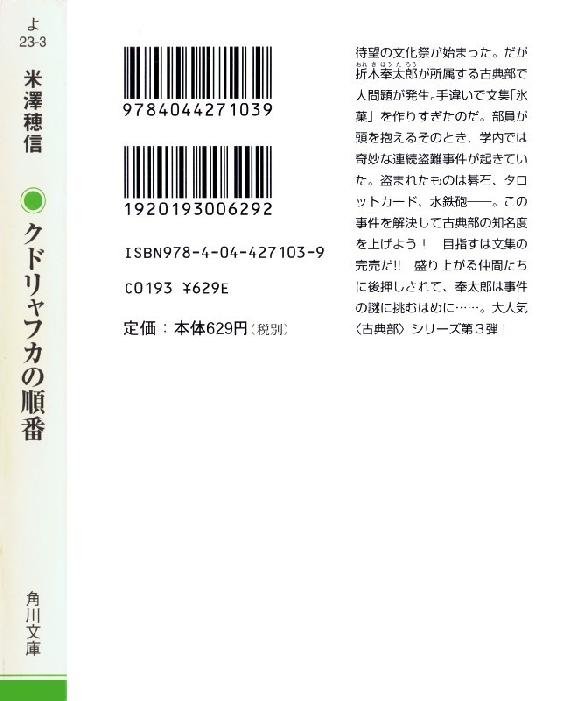 よ
23-3
米澤穂信
クドリャフカの順番
角川文庫
9784044271039
1920193006292
ISBN978-4-04-427103-9
C0193 ¥629E
定価：本体629円（税別）
待望の文化祭が始まった。だが
おれきほうたろう
折木奉太郎が所属する古典部で
大問題が発生。手違いで文集「氷
菓」を作りすぎたのだ。部員が
頭を抱えるそのとき、学内では
奇妙な連続盗難事件が起きてい
た。盗まれたものは碁石、タロ
ットカード、水鉄砲――。この
事件を解決して古典部の知名度
を上げよう！　目指すは文集の
完売だ!!　盛り上がる仲間たち
に後押しされて、奉太郎は事件
の謎に挑むはめに……。大人気
〈古典部〉シリーズ第3弾！